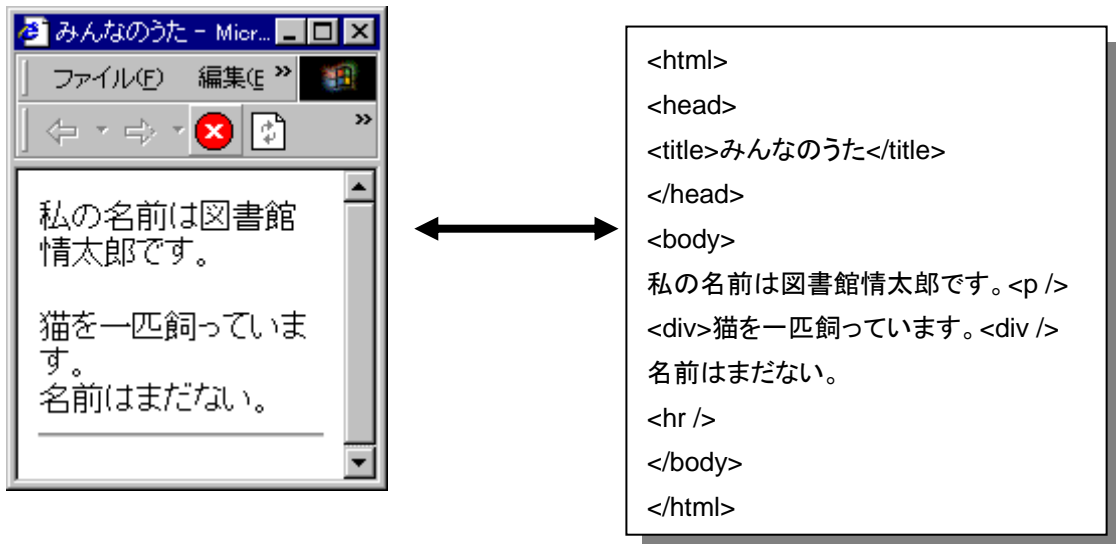 みんなのうた - Micr...
ファイル(F) 編集(E »
»
私の名前は図書館
情太郎です。
猫を一匹飼っていま
す。
名前はまだない。
<html>
<head>
<title>みんなのうた</title>
</head>
<body>
私の名前は図書館情太郎です。<p />
<div>猫を一匹飼っています。<div />
名前はまだない。
<hr />
</body>
</html>